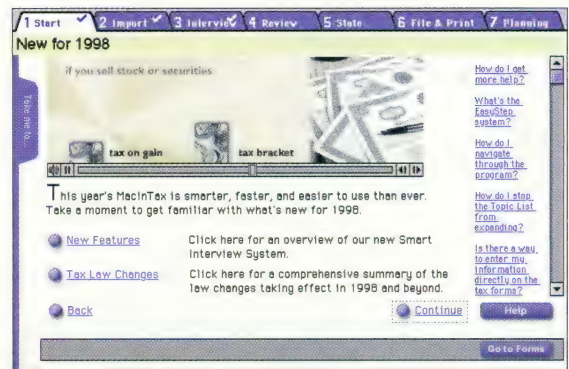 1 Start
2 Import
3 Interview
4 Review
5 State
6 File & Print
7 Planning
New for 1998
Take me to...
if you sell stock or securities
tax on gain
tax bracket
This year's MacInTax is smarter, faster, and easier to use than ever.
Take a moment to get familiar with what's new for 1998.
New Features
Click here for an overview of our new Smart
Interview System.
Tax Law Changes
Click here for a comprehensive summary of the
law changes taking effect in 1998 and beyond.
Back
Continue
How do I get
more help?
What's the
EasyStep
system?
How do I
navigate
through the
program?
How do I stop
the Topic List
from
expanding?
Is there a way
to enter my
information
directly on the
tax forms?
Help
Go to Forms